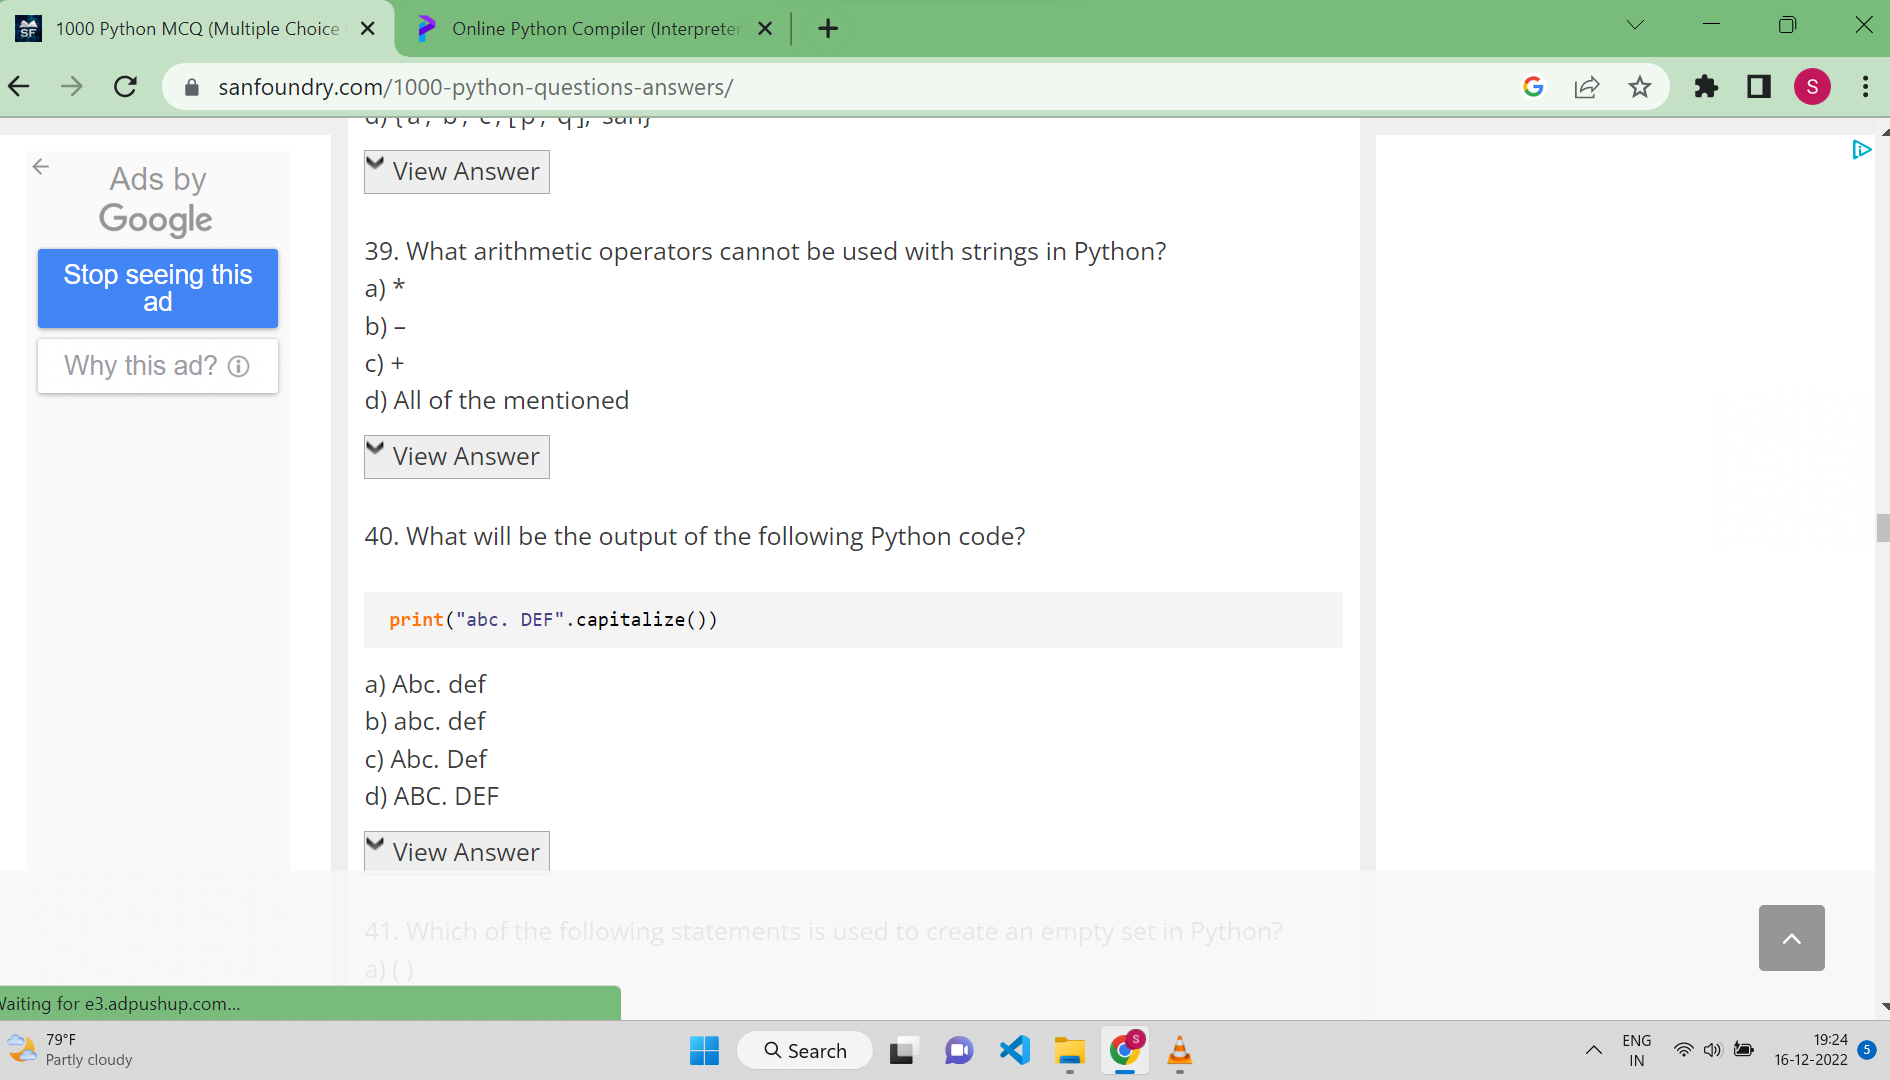 SF 1000 Python MCQ (Multiple Choice
Online Python Compiler (Interpreter
sanfoundry.com/1000-python-questions-answers/
S
Ads by
Google
Stop seeing this
ad
Why this ad?
View Answer
39. What arithmetic operators cannot be used with strings in Python?
a) *
b) –
c) +
d) All of the mentioned
View Answer
40. What will be the output of the following Python code?
print("abc. DEF".capitalize())
a) Abc. def
b) abc. def
c) Abc. Def
d) ABC. DEF
View Answer
41. Which of the following statements is used to create an empty set in Python?
a) ( )
Waiting for e3.adpushup.com...
79°F
Partly cloudy
Search
S
ENG
IN
19:24
16-12-2022
5